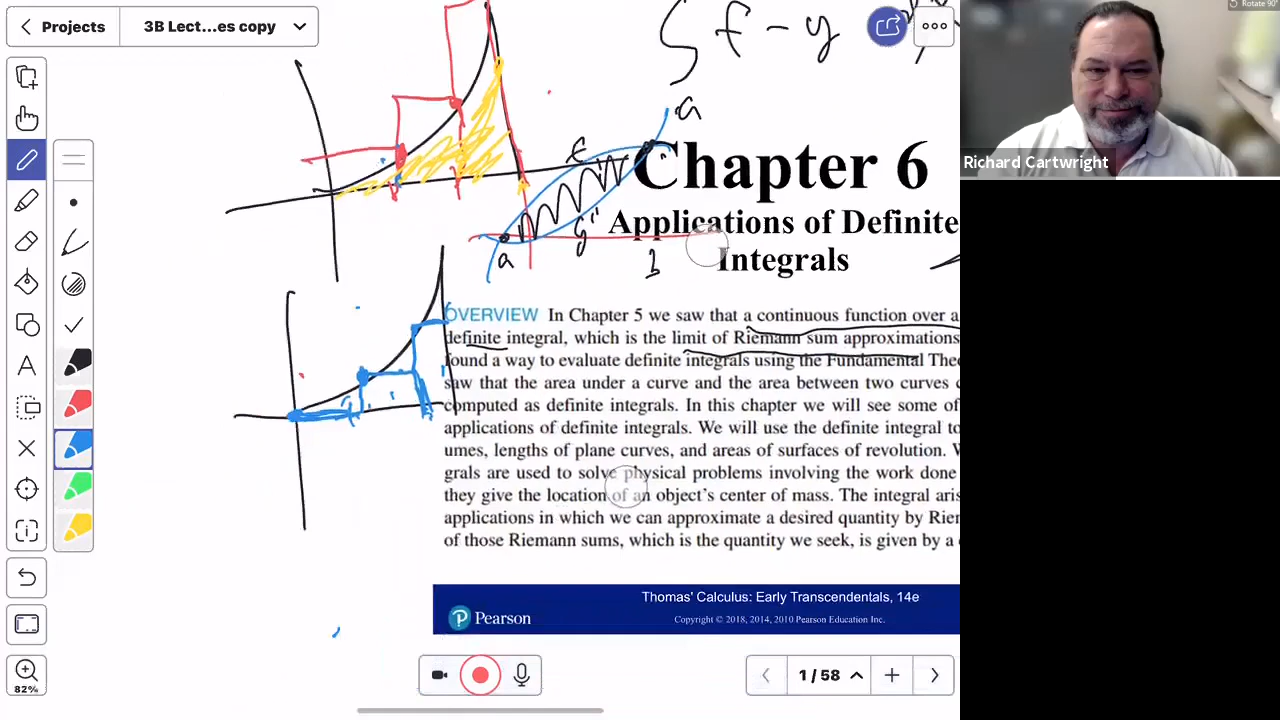 Projects
3B Lect...es copy
Rotate 90°
∫ f - y
a
Chapter 6
Richard Cartwright
Applications of Definite
Integrals
a
OVERVIEW In Chapter 5 we saw that a continuous function over a
definite integral, which is the limit of Riemann sum approximations
found a way to evaluate definite integrals using the Fundamental Theo
saw that the area under a curve and the area between two curves c
computed as definite integrals. In this chapter we will see some of
applications of definite integrals. We will use the definite integral to
umes, lengths of plane curves, and areas of surfaces of revolution. W
grals are used to solve physical problems involving the work done
they give the location of an object's center of mass. The integral aris
applications in which we can approximate a desired quantity by Rien
of those Riemann sums, which is the quantity we seek, is given by a
Thomas' Calculus: Early Transcendentals, 14e
P Pearson
Copyright © 2018, 2014, 2010 Pearson Education Inc.
1 / 58
82%